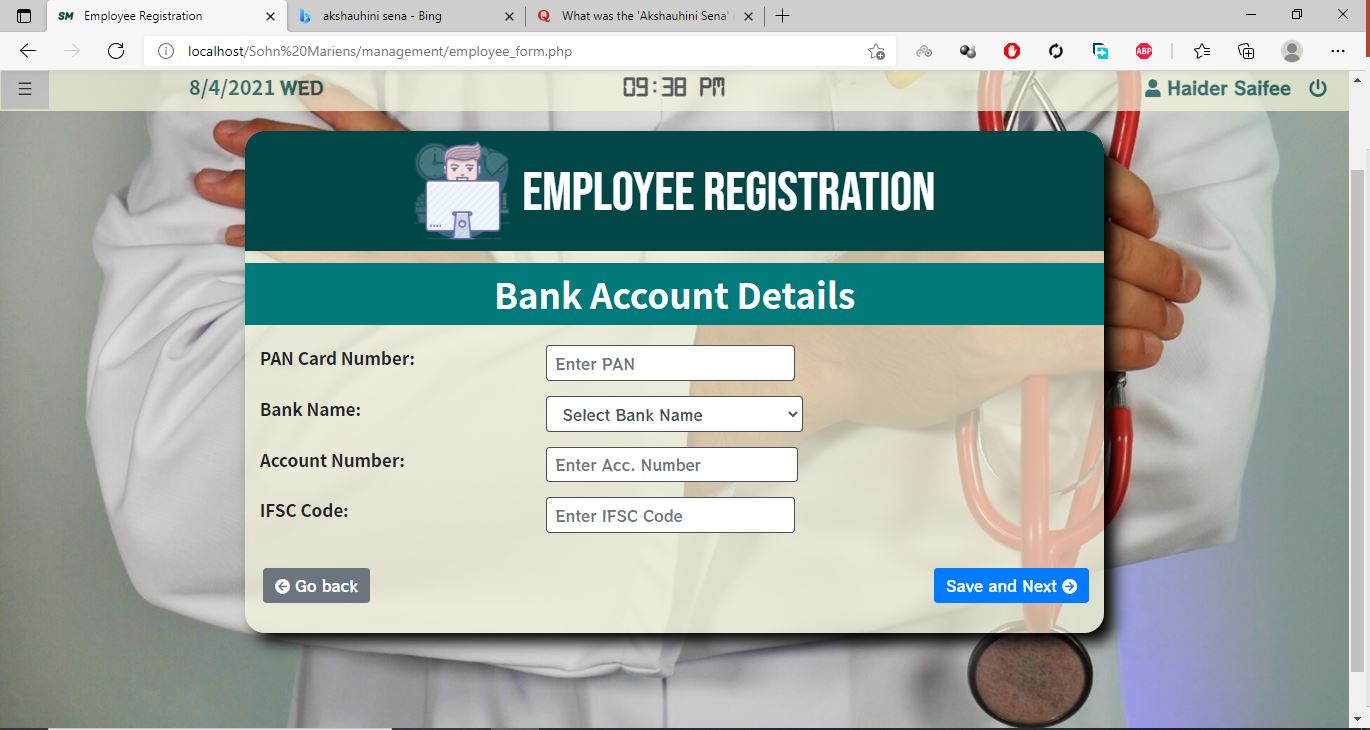 SM Employee Registration
akshauhini sena - Bing
What was the 'Akshauhini Sena'
localhost/Sohn%20Mariens/management/employee_form.php
ABP
8/4/2021 WED
09:38 PM
Haider Saifee
EMPLOYEE REGISTRATION
Bank Account Details
PAN Card Number:
Enter PAN
Bank Name:
Select Bank Name
Account Number:
Enter Acc. Number
IFSC Code:
Enter IFSC Code
Go back
Save and Next